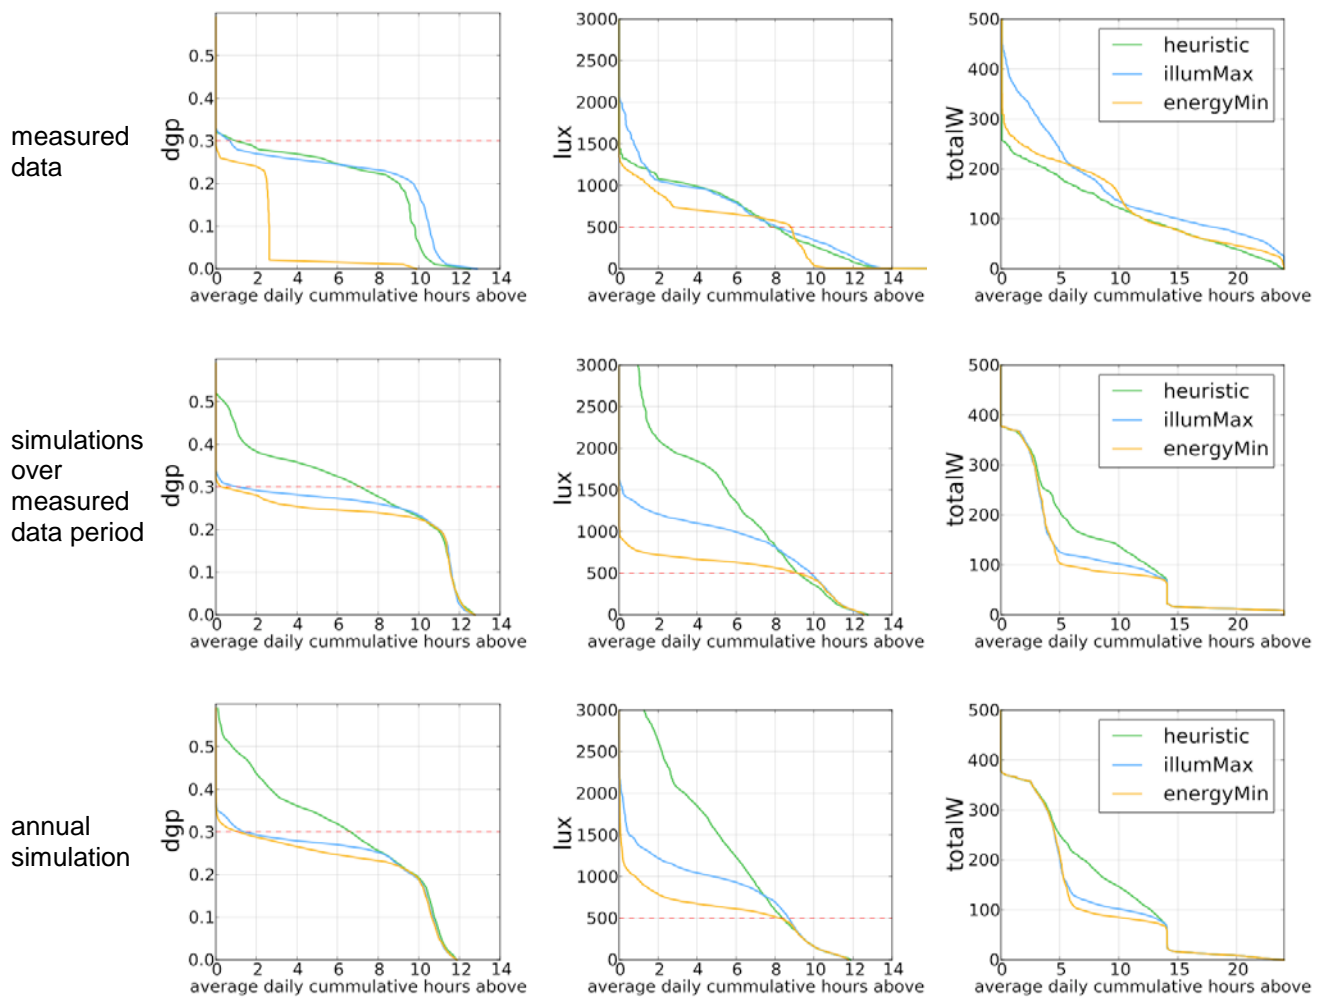 measured
data
dgp
0.5
0.4
0.3
0.2
0.1
0.0
0 2 4 6 8 10 12 14
average daily cummulative hours above
lux
3000
2500
2000
1500
1000
500
0
0 2 4 6 8 10 12 14
average daily cummulative hours above
totalW
500
400
300
200
100
0
0 5 10 15 20
average daily cummulative hours above
heuristic
illumMax
energyMin
simulations
over
measured
data period
dgp
0.5
0.4
0.3
0.2
0.1
0.0
0 2 4 6 8 10 12 14
average daily cummulative hours above
lux
3000
2500
2000
1500
1000
500
0
0 2 4 6 8 10 12 14
average daily cummulative hours above
totalW
500
400
300
200
100
0
0 5 10 15 20
average daily cummulative hours above
heuristic
illumMax
energyMin
annual
simulation
dgp
0.5
0.4
0.3
0.2
0.1
0.0
0 2 4 6 8 10 12 14
average daily cummulative hours above
lux
3000
2500
2000
1500
1000
500
0
0 2 4 6 8 10 12 14
average daily cummulative hours above
totalW
500
400
300
200
100
0
0 5 10 15 20
average daily cummulative hours above
heuristic
illumMax
energyMin